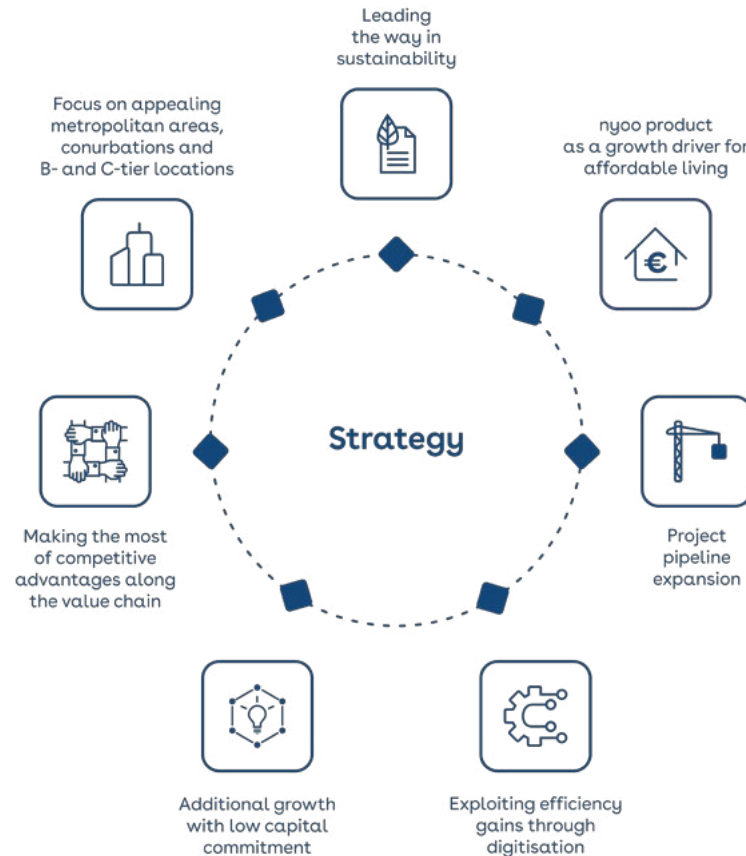 Leading
the way in
sustainability
Focus on appealing
metropolitan areas,
conurbations and
B- and C-tier locations
nyoo product
as a growth driver for
affordable living
€
Strategy
Making the most
of competitive
advantages along
the value chain
Project
pipeline
expansion
Additional growth
with low capital
commitment
Exploiting efficiency
gains through
digitisation